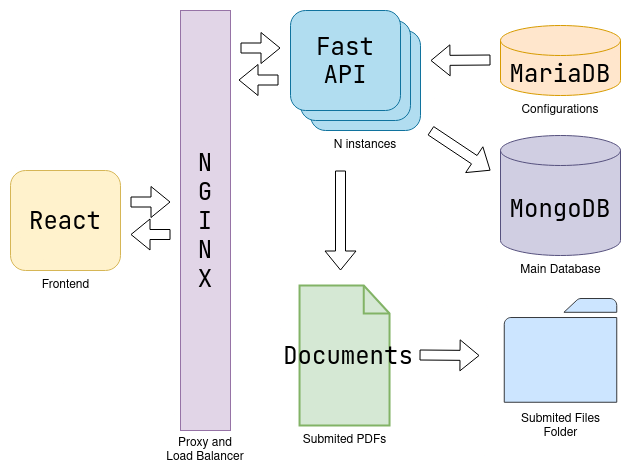 React
Frontend
N
G
I
N
X
Proxy and
Load Balancer
Fast
API
N instances
MariaDB
Configurations
MongoDB
Main Database
Documents
Submited PDFs
Submited Files
Folder